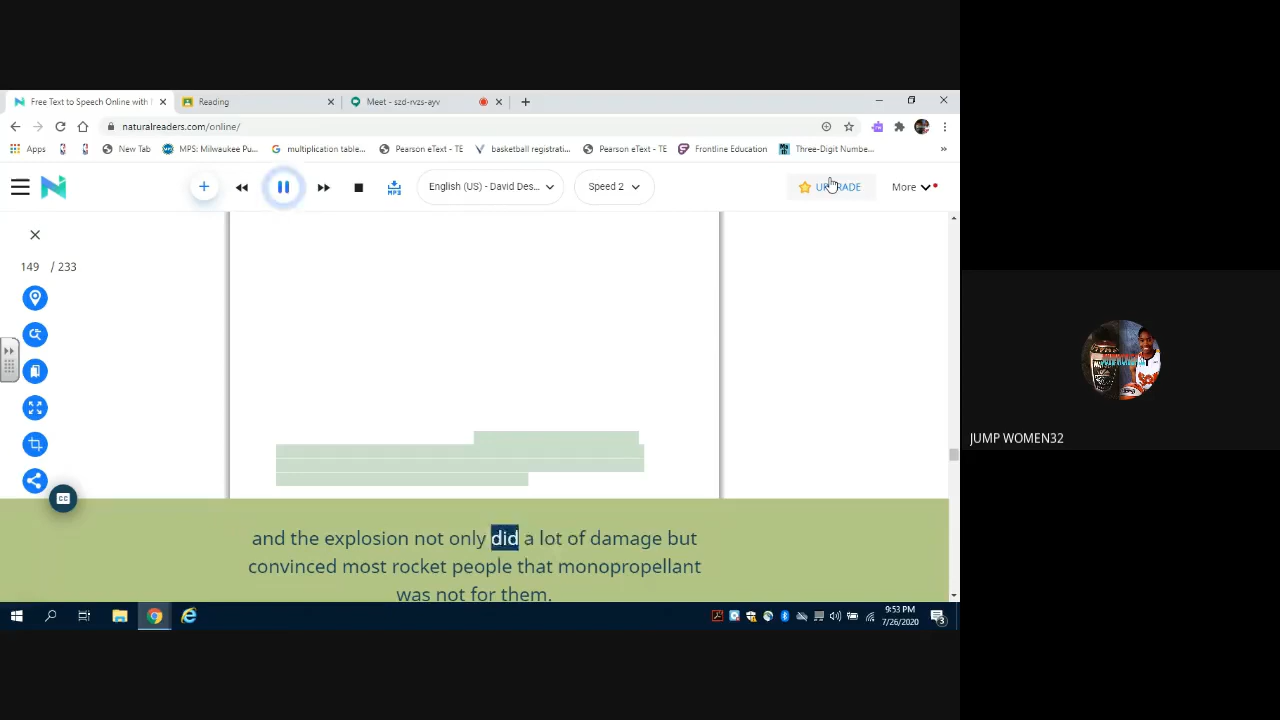 Free Text to Speech Online with
Reading
Meet - szd-rvzs-ayv
naturalreaders.com/online/
Apps
New Tab
MPS: Milwaukee Pu...
multiplication table...
Pearson eText - TE
basketball registrati...
Pearson eText - TE
Frontline Education
Three-Digit Numbe...
English (US) - David Des...
Speed 2
UPGRADE
More
149 / 233
MP3
CC
and the explosion not only did a lot of damage but
convinced most rocket people that monopropellant
was not for them.
9:53 PM
7/26/2020
3
JUMP WOMEN32